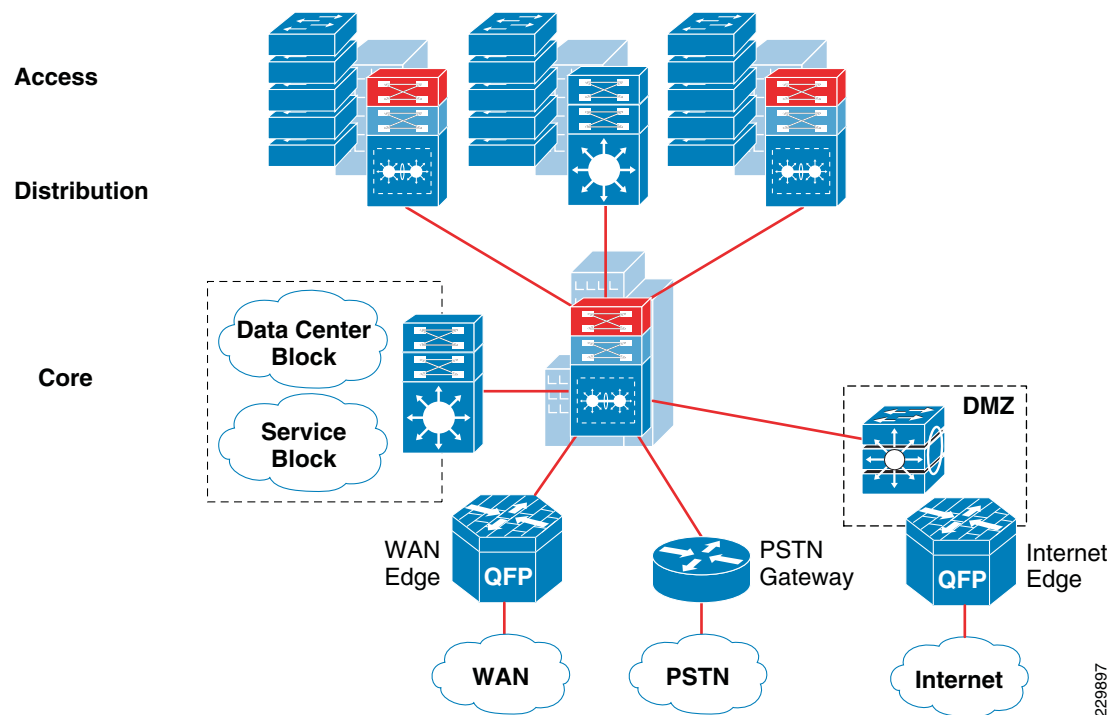 Access
Distribution
Core
Data Center
Block
Service
Block
DMZ
WAN
Edge
QFP
PSTN
Gateway
QFP
Internet
Edge
WAN
PSTN
Internet
229897